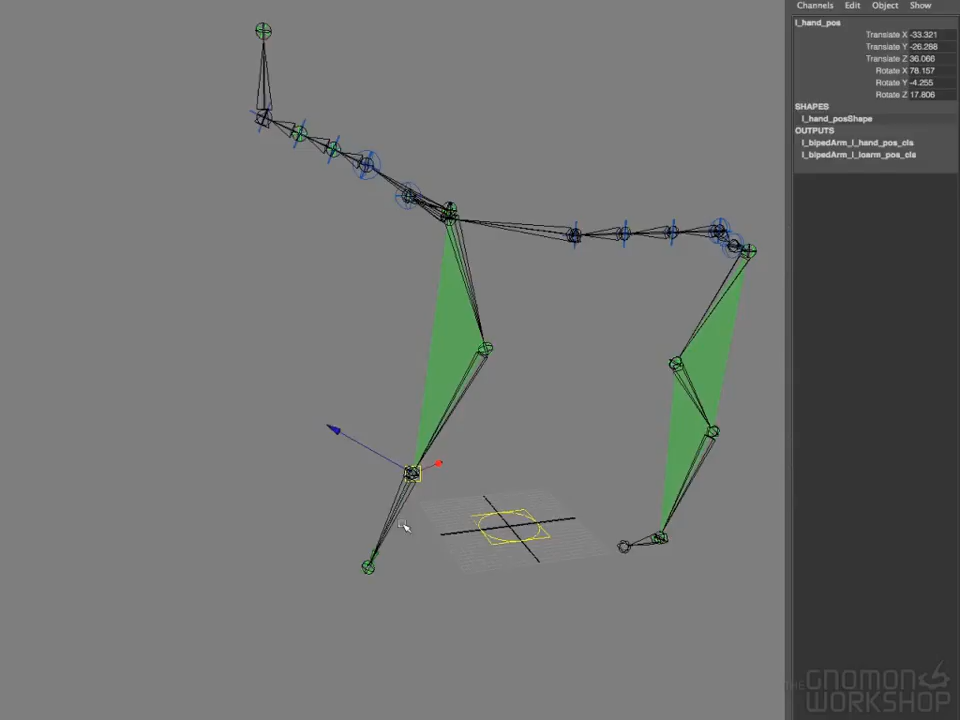 Channels Edit Object Show
l_hand_pos
Translate X -33.321
Translate Y -26.288
Translate Z 36.066
Rotate X 78.157
Rotate Y -4.255
Rotate Z 17.806
SHAPES
l_hand_posShape
OUTPUTS
l_bipedArm_l_hand_pos_cls
l_bipedArm_l_loarm_pos_cls
THE GNOMON
WORKSHOP